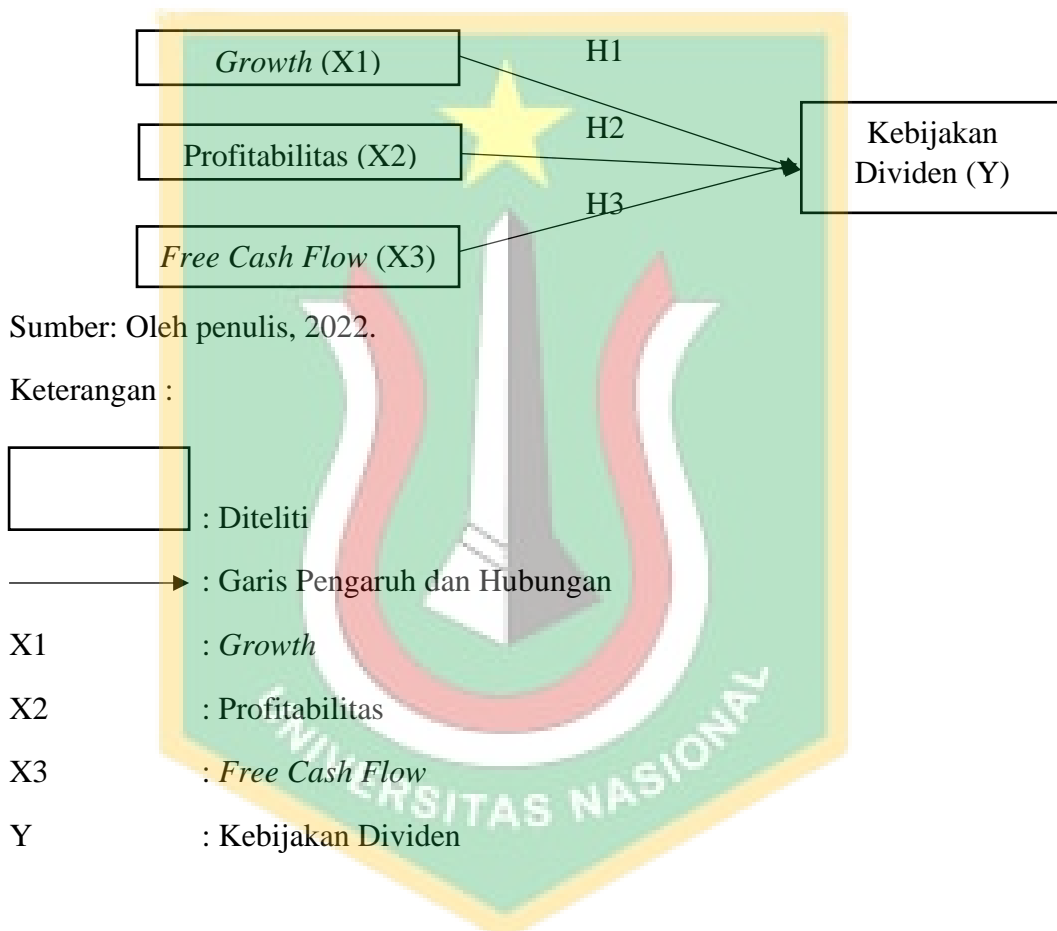 Growth (X1)
H1
Profitabilitas (X2)
H2
Kebijakan
Dividen (Y)
H3
Free Cash Flow (X3)
Sumber: Oleh penulis, 2022.
Keterangan :
: Diteliti
: Garis Pengaruh dan Hubungan
X1 : Growth
X2 : Profitabilitas
X3 : Free Cash Flow
Y : Kebijakan Dividen
UNIVERSITAS NASIONAL